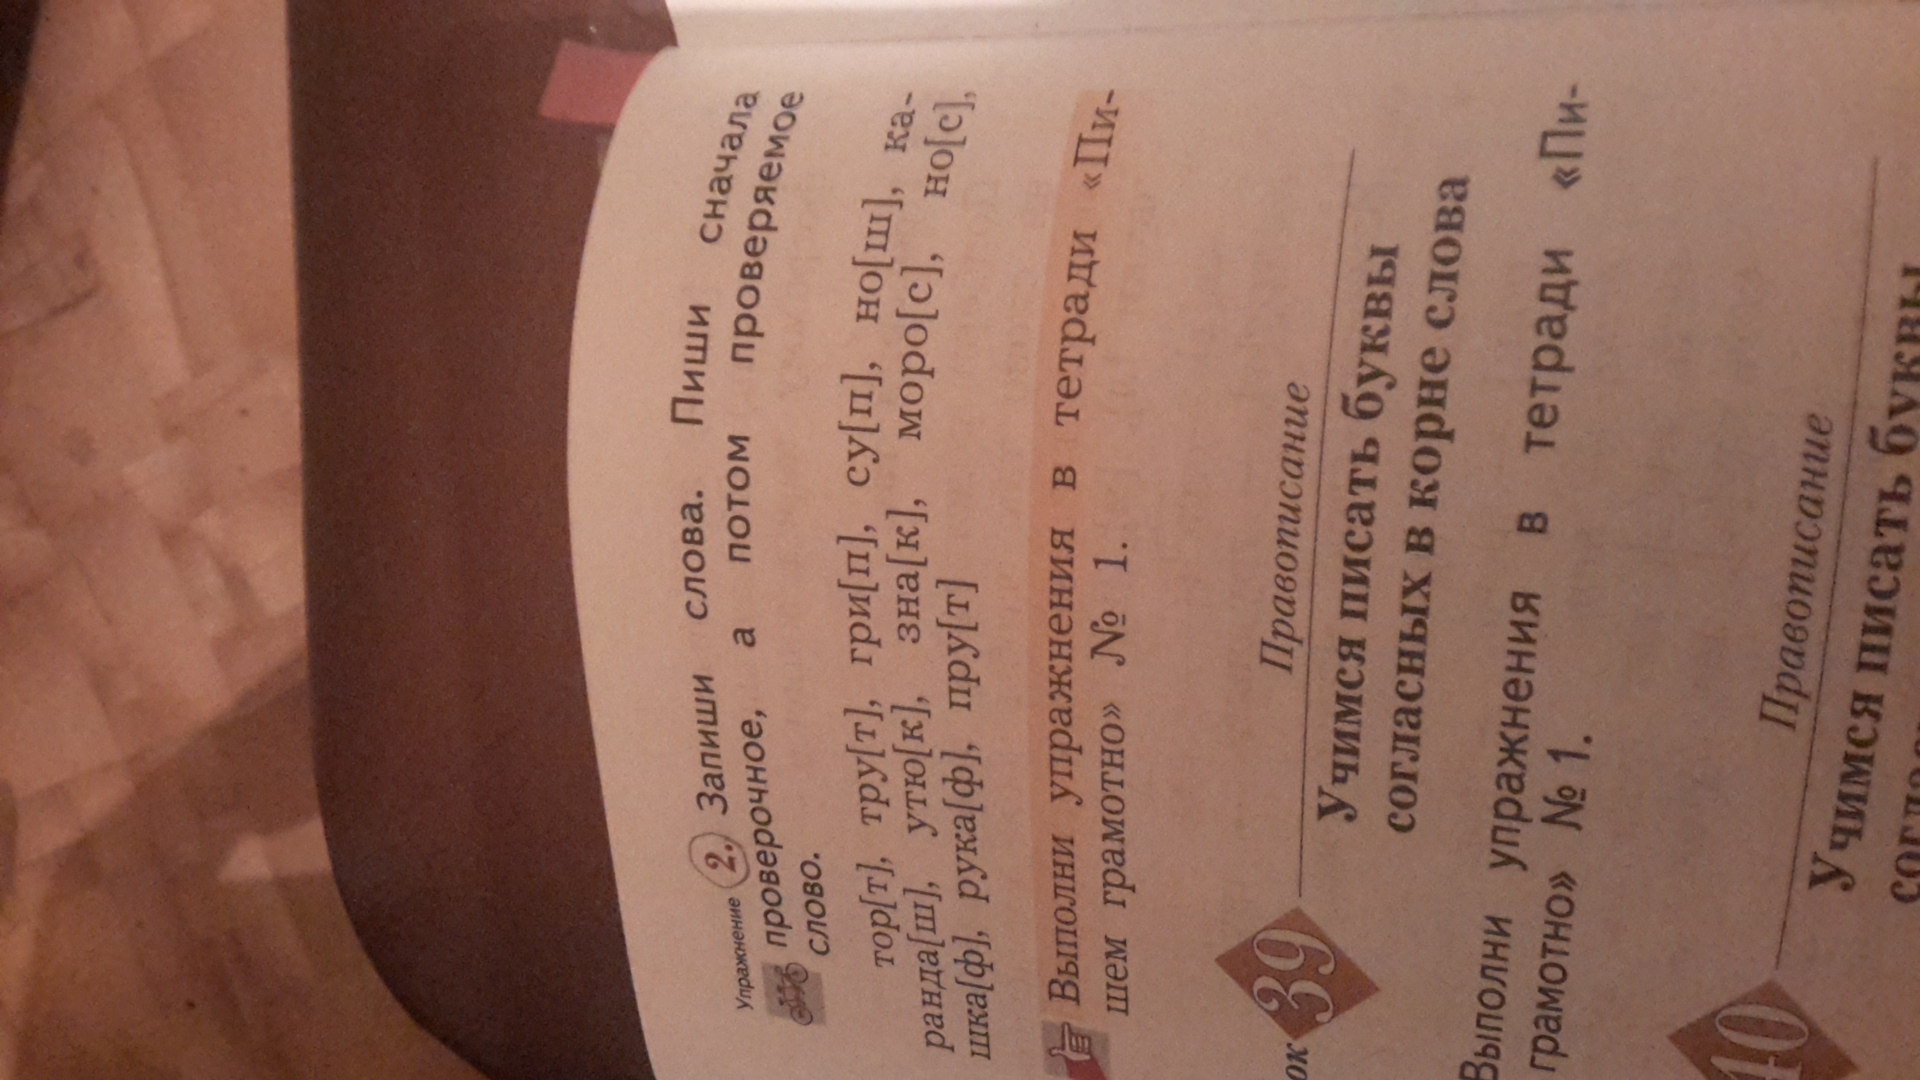 Упражнение 2. Запиши слова. Пиши сначала
проверочное, а потом проверяемое
слово.
тор[т], тру[т], гри[п], су[п], но[ш], ка-
ранда[ш], утю[к], зна[к], моро[с], но[с],
шка[ф], рука[ф], пру[т]
Выполни упражнения в тетради «Пи-
шем грамотно» № 1.
Правописание
ок 39 Учимся писать буквы
согласных в корне слова
Выполни упражнения в тетради «Пи-
грамотно» № 1.
Правописание
40 Учимся писать буквы